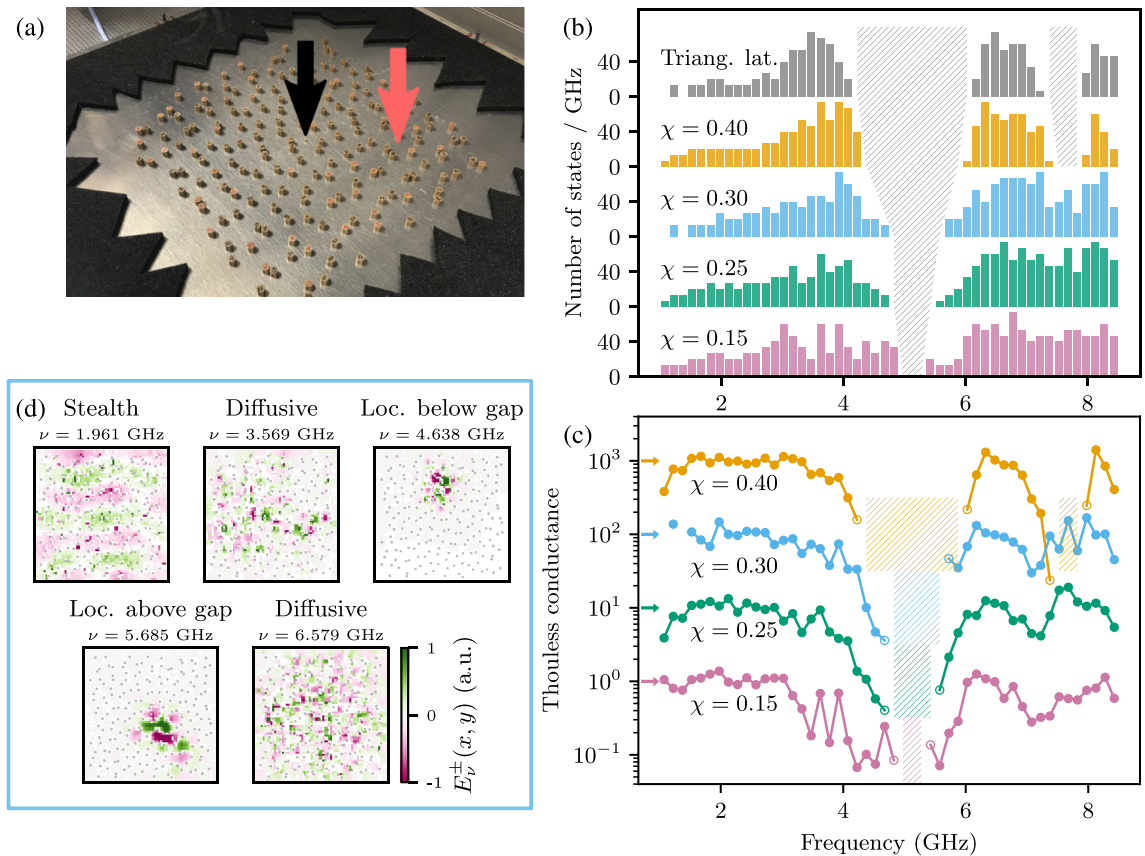 (a)
(b)
Number of states / GHz
Triang. lat.
40
0
χ = 0.40
40
0
χ = 0.30
40
0
χ = 0.25
40
0
χ = 0.15
40
0
2 4 6 8
(c)
Thouless conductance
10³
10²
10¹
10⁰
10⁻¹
χ = 0.40
χ = 0.30
χ = 0.25
χ = 0.15
2 4 6 8
Frequency (GHz)
(d)
Stealth
ν = 1.961 GHz
Diffusive
ν = 3.569 GHz
Loc. below gap
ν = 4.638 GHz
Loc. above gap
ν = 5.685 GHz
Diffusive
ν = 6.579 GHz
1
0
-1
E±ν(x, y) (a.u.)